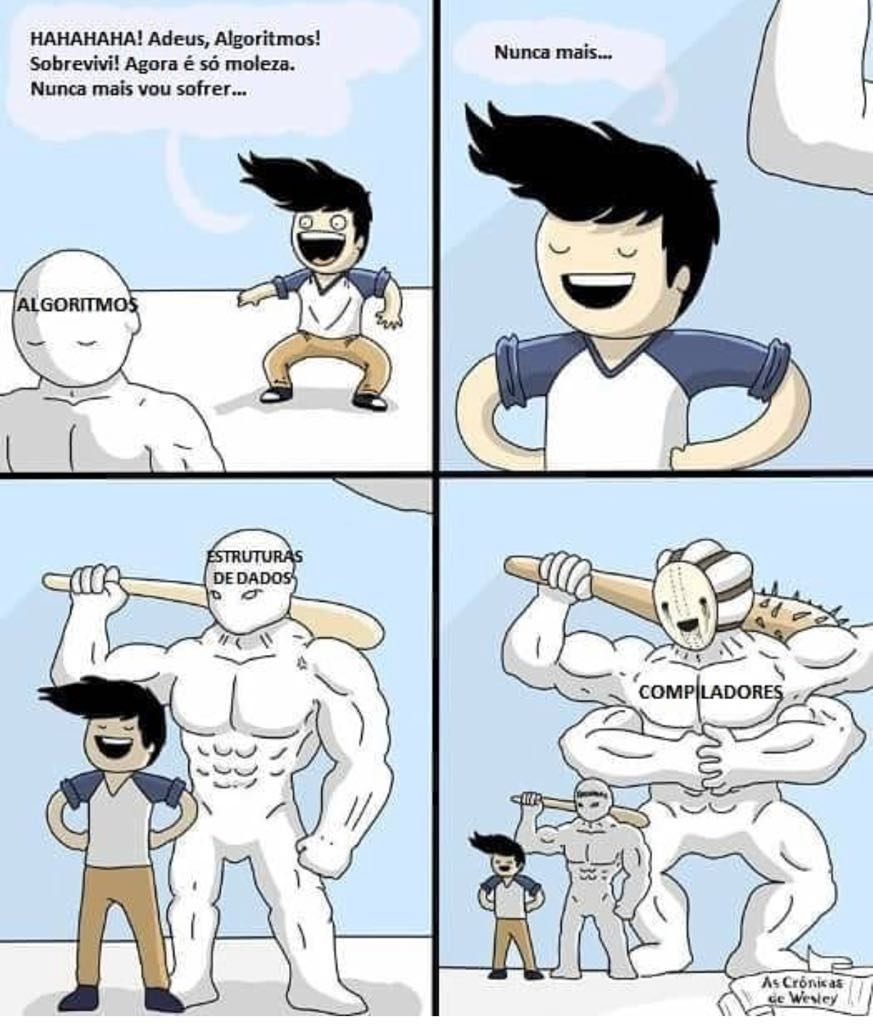 HAHAHAHA! Adeus, Algoritmos!
Sobrevivi! Agora é só moleza.
Nunca mais vou sofrer...
ALGORITMOS
Nunca mais...
ESTRUTURAS
DE DADOS
COMPILADORES
As Crônicas
de Wesley